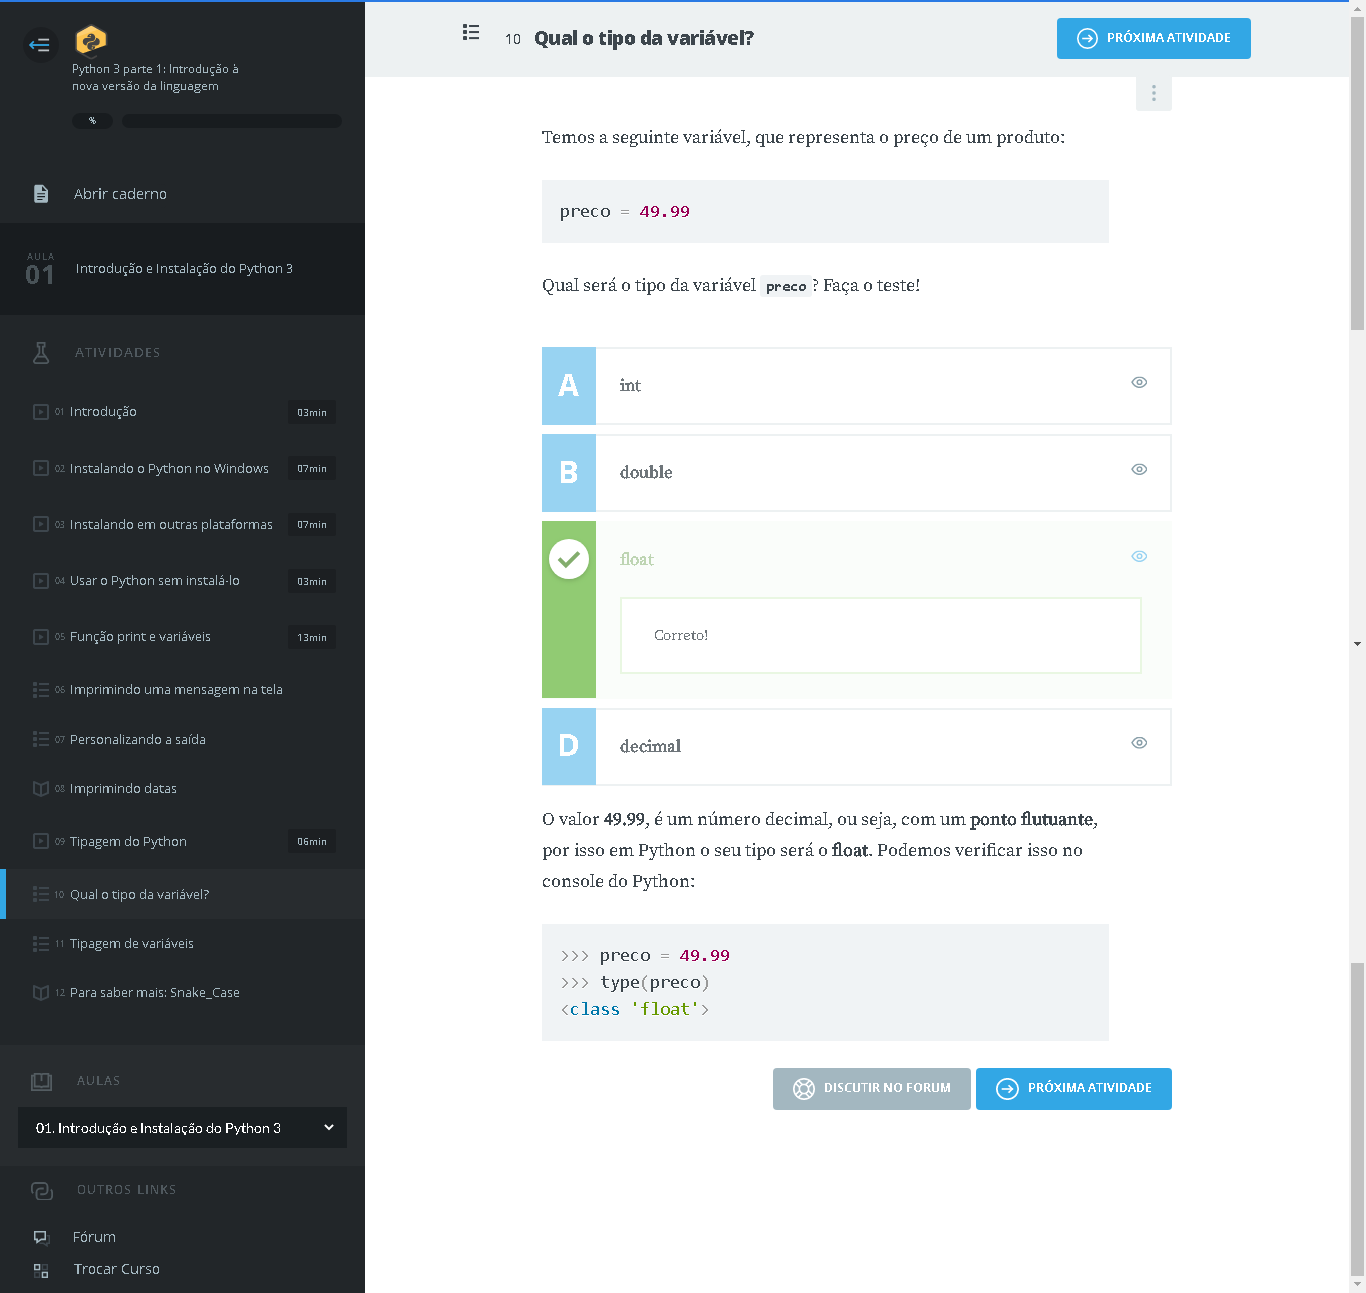 Python 3 parte 1: Introdução à
nova versão da linguagem
%
Abrir caderno
AULA
01
Introdução e Instalação do Python 3
ATIVIDADES
01 Introdução 03min
02 Instalando o Python no Windows 07min
03 Instalando em outras plataformas 07min
04 Usar o Python sem instalá-lo 03min
05 Função print e variáveis 13min
06 Imprimindo uma mensagem na tela
07 Personalizando a saída
08 Imprimindo datas
09 Tipagem do Python 06min
10 Qual o tipo da variável?
11 Tipagem de variáveis
12 Para saber mais: Snake_Case
AULAS
01. Introdução e Instalação do Python 3
OUTROS LINKS
Fórum
Trocar Curso
10 Qual o tipo da variável?
PRÓXIMA ATIVIDADE
Temos a seguinte variável, que representa o preço de um produto:
preco = 49.99
Qual será o tipo da variável preco? Faça o teste!
A int
B double
float
Correto!
D decimal
O valor 49.99, é um número decimal, ou seja, com um ponto flutuante,
por isso em Python o seu tipo será o float. Podemos verificar isso no
console do Python:
>>> preco = 49.99
>>> type(preco)
<class 'float'>
DISCUTIR NO FORUM
PRÓXIMA ATIVIDADE